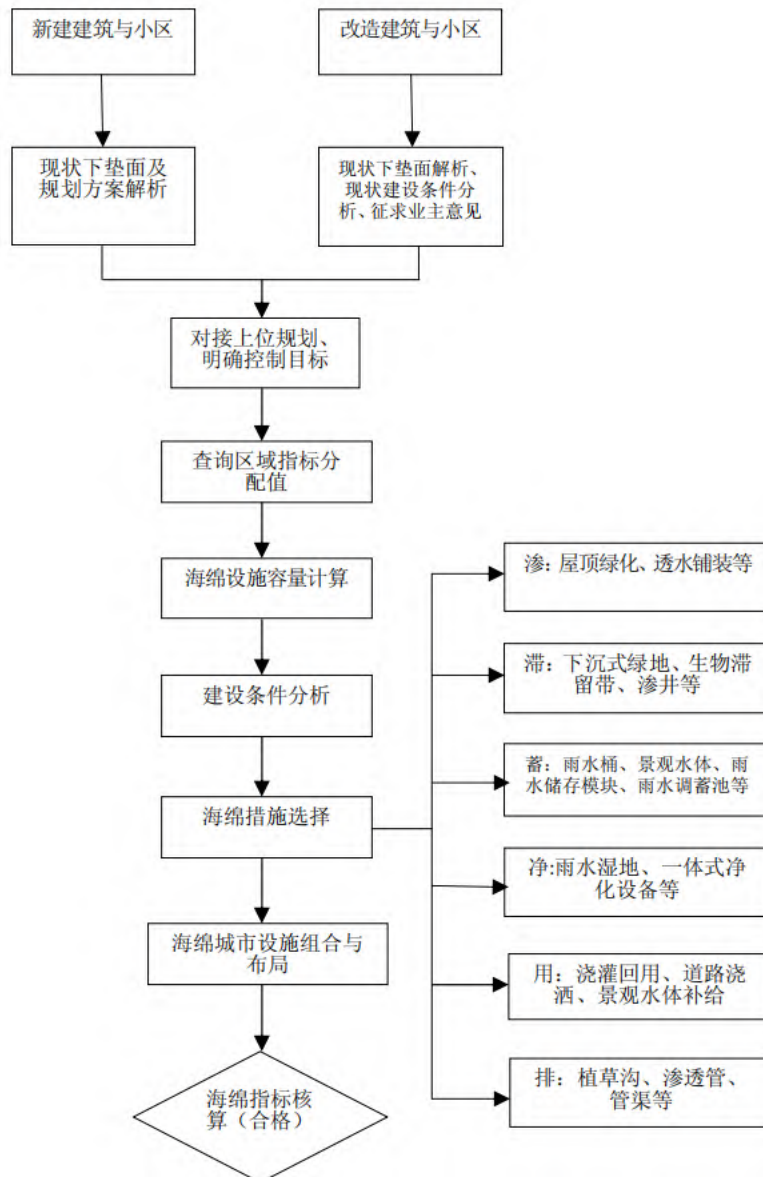 新建建筑与小区
改造建筑与小区
现状下垫面及
规划方案解析
现状下垫面解析、
现状建设条件分
析、征求业主意见
对接上位规划、
明确控制目标
查询区域指标分
配值
海绵设施容量计算
建设条件分析
海绵措施选择
海绵城市设施组合与
布局
海绵指标核
算（合格）
渗：屋顶绿化、透水铺装等
滞：下沉式绿地、生物滞
留带、渗井等
蓄：雨水桶、景观水体、雨
水储存模块、雨水调蓄池等
净:雨水湿地、一体式净
化设备等
用：浇灌回用、道路浇
洒、景观水体补给
排：植草沟、渗透管、
管渠等